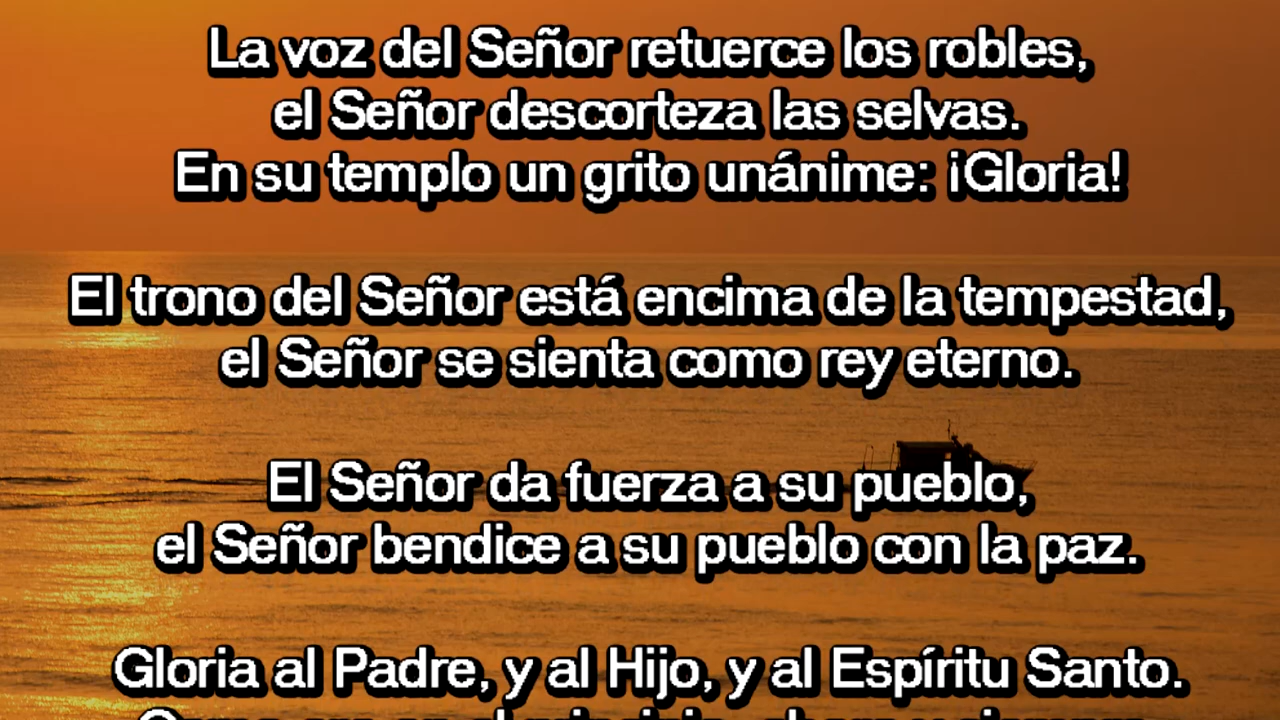 La voz del Señor retuerce los robles,
el Señor descorteza las selvas.
En su templo un grito unánime: ¡Gloria!
El trono del Señor está encima de la tempestad,
el Señor se sienta como rey eterno.
El Señor da fuerza a su pueblo,
el Señor bendice a su pueblo con la paz.
Gloria al Padre, y al Hijo, y al Espíritu Santo.